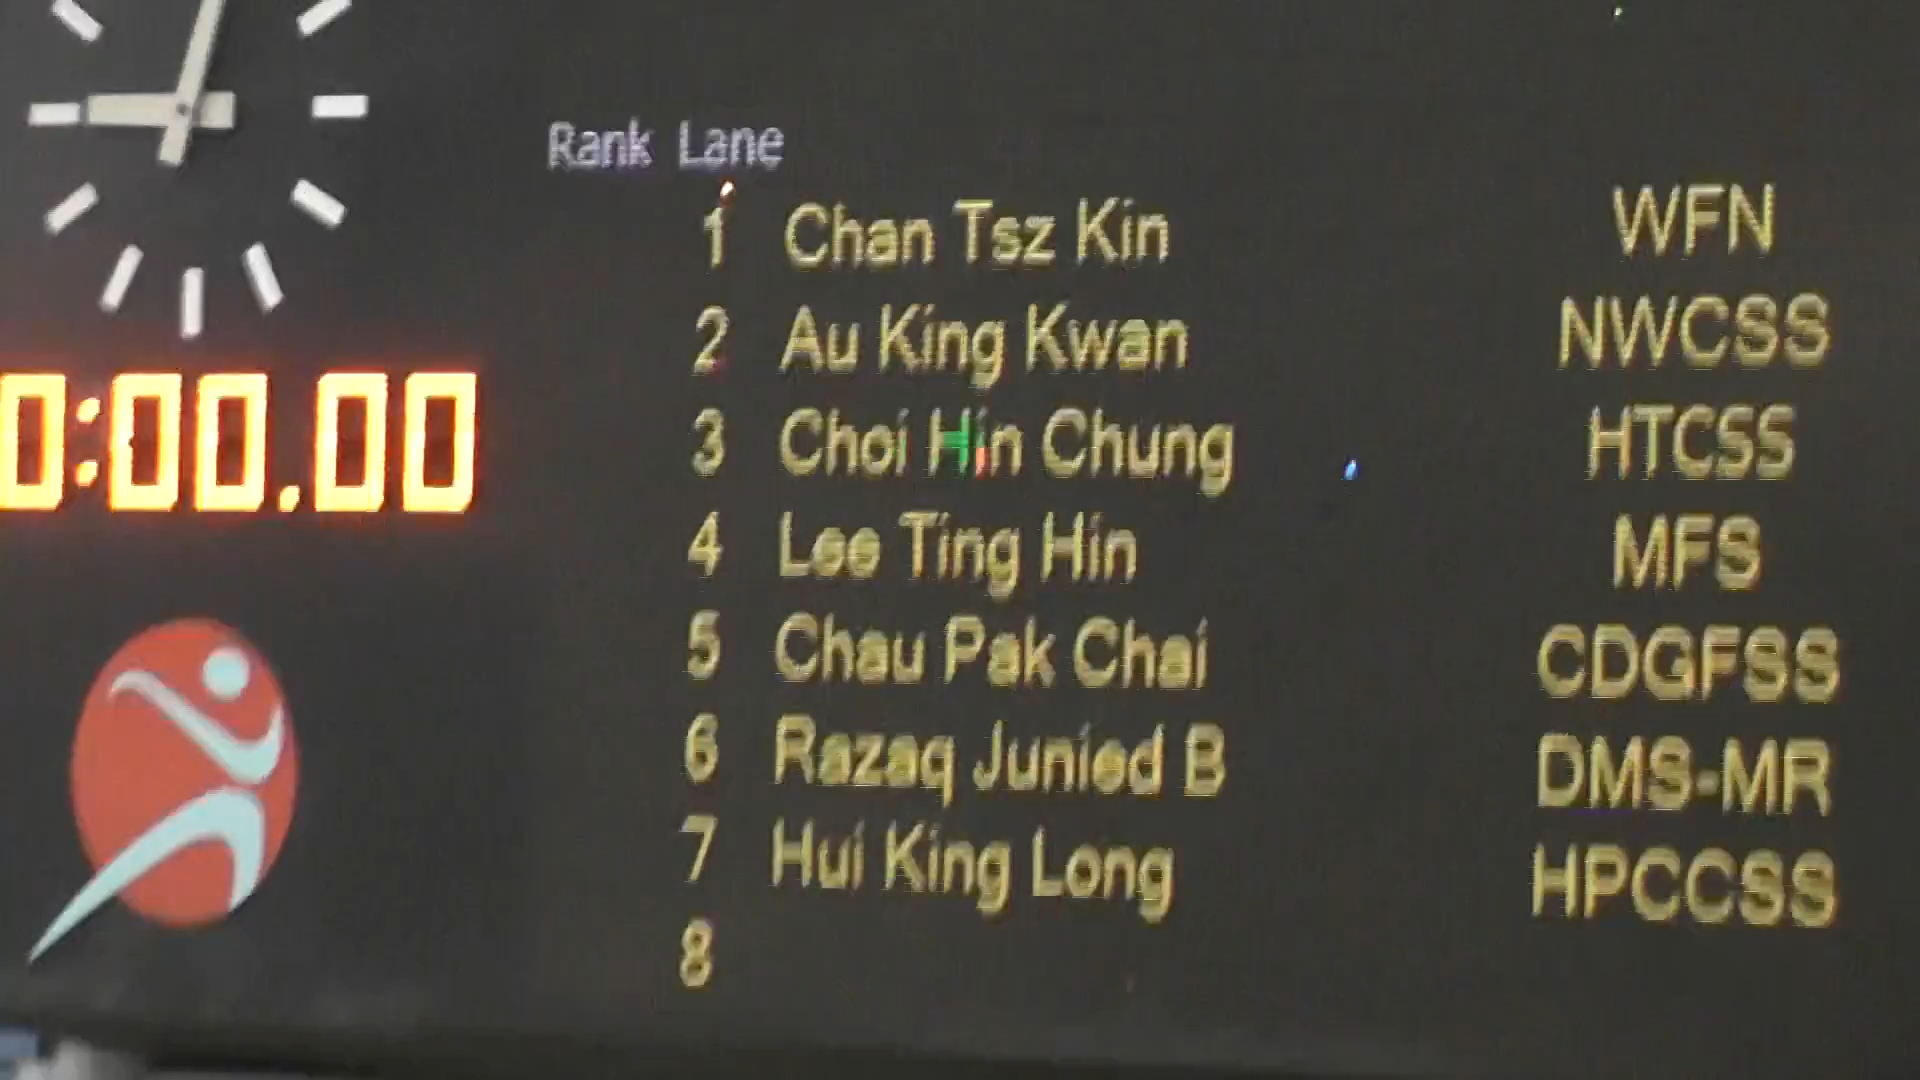 Rank Lane
1 Chan Tsz Kin WFN
2 Au King Kwan NWCSS
3 Choi Hin Chung HTCSS
4 Lee Ting Hin MFS
5 Chau Pak Chai CDGFSS
6 Razaq Junied B DMS-MR
7 Hui King Long HPCCSS
8
0:00.00